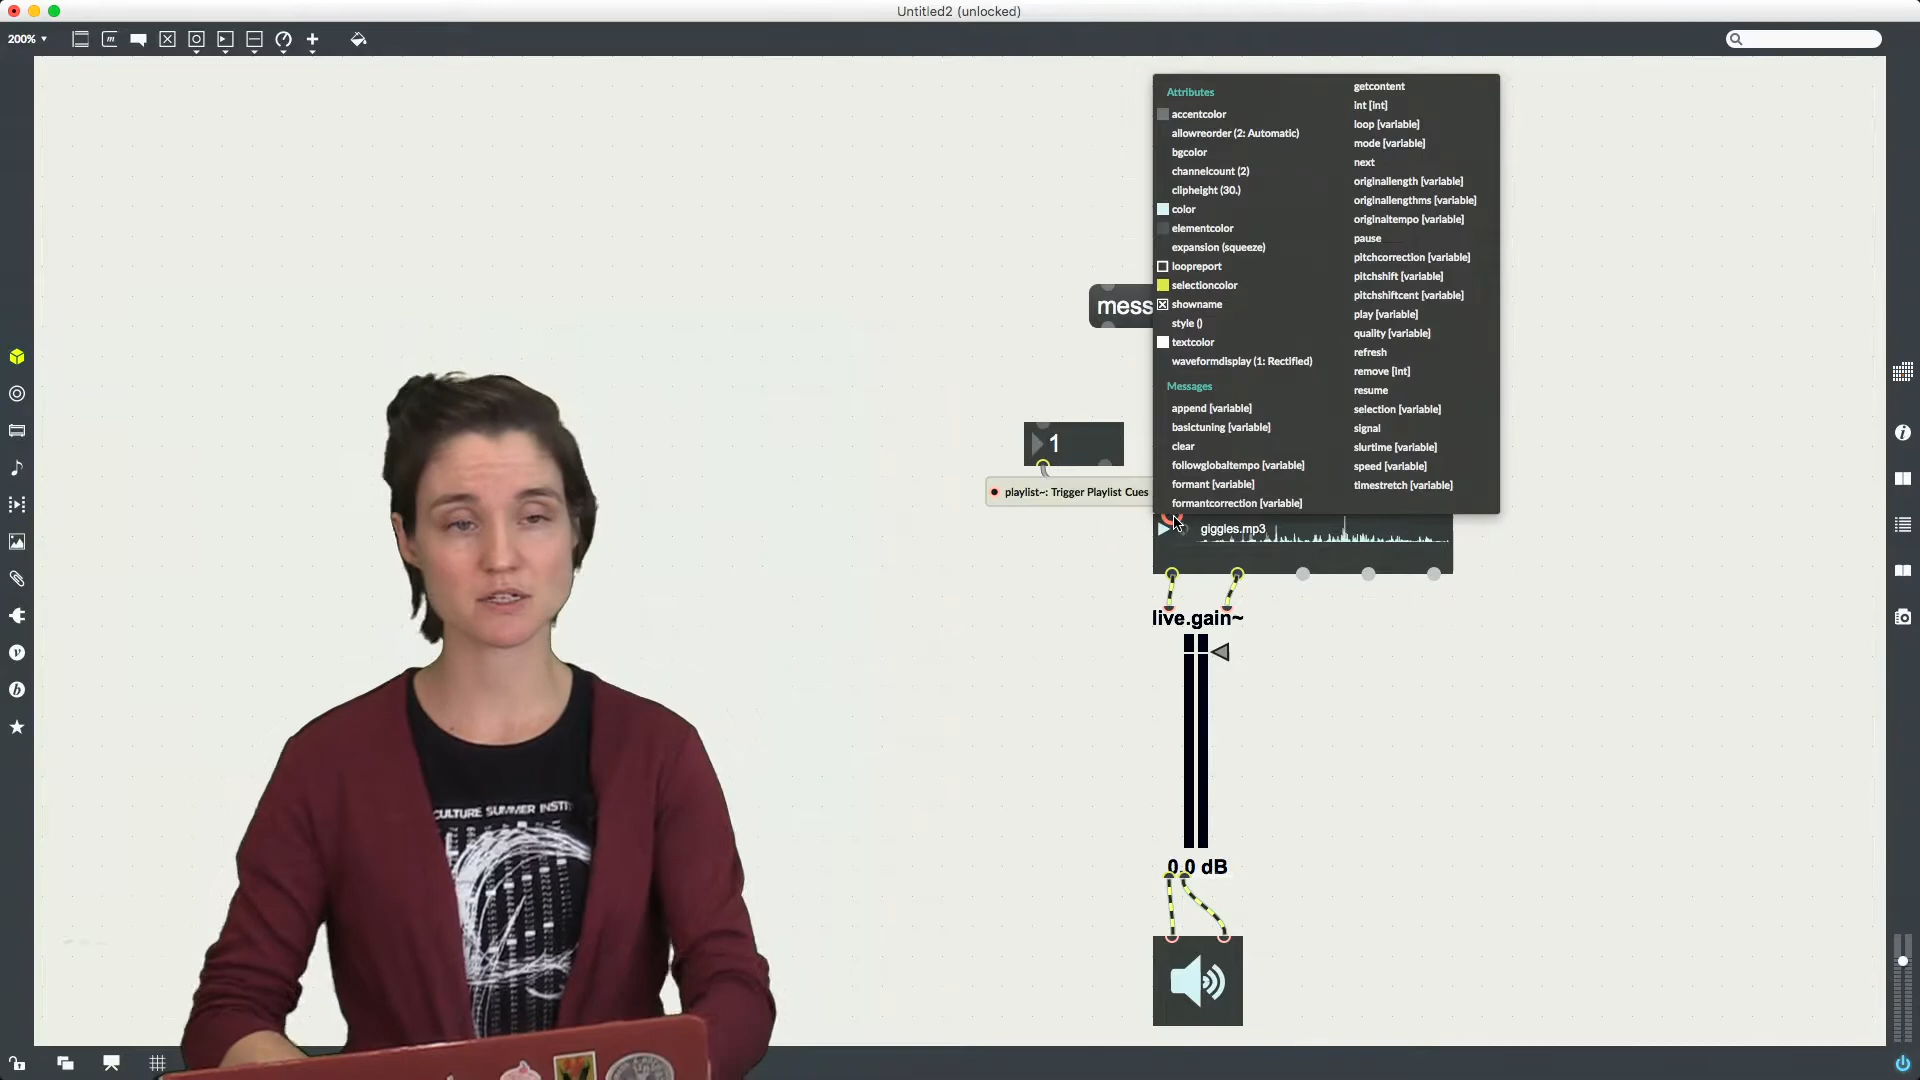 Untitled2 (unlocked)
200%
Attributes
accentcolor
allowreorder (2: Automatic)
bgcolor
channelcount (2)
clipheight (30.)
color
elementcolor
expansion (squeeze)
loopreport
selectioncolor
showname
style ()
textcolor
waveformdisplay (1: Rectified)
Messages
append [variable]
basictuning [variable]
clear
followglobaltempo [variable]
formant [variable]
formantcorrection [variable]
getcontent
int [int]
loop [variable]
mode [variable]
next
originallength [variable]
originallengthms [variable]
originaltempo [variable]
pause
pitchcorrection [variable]
pitchshift [variable]
pitchshiftcent [variable]
play [variable]
quality [variable]
refresh
remove [int]
resume
selection [variable]
signal
slurtime [variable]
speed [variable]
timestretch [variable]
mess
1
playlist~: Trigger Playlist Cues
giggles.mp3
live.gain~
0.0 dB
CULTURE SUMMER INSTIT